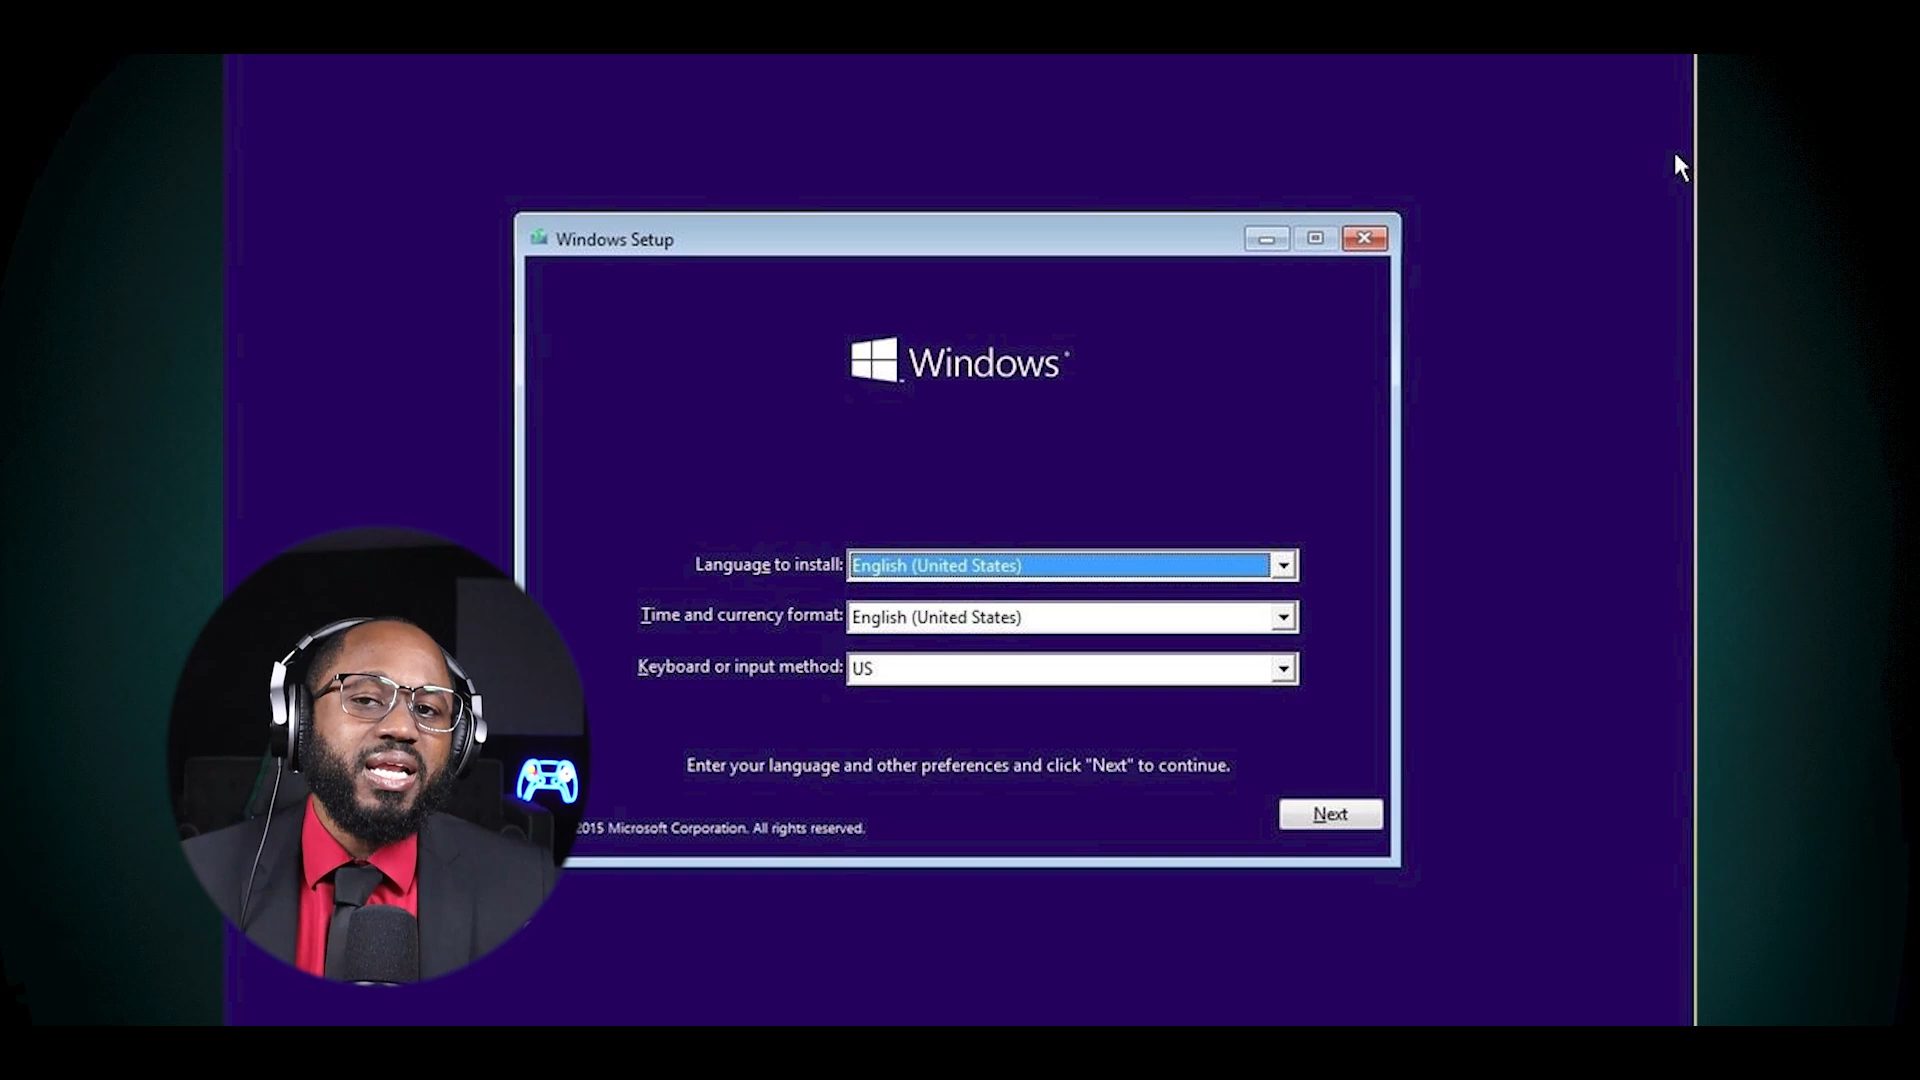 Windows Setup
Windows
Language to install: English (United States)
Time and currency format: English (United States)
Keyboard or input method: US
Enter your language and other preferences and click "Next" to continue.
2015 Microsoft Corporation. All rights reserved.
Next